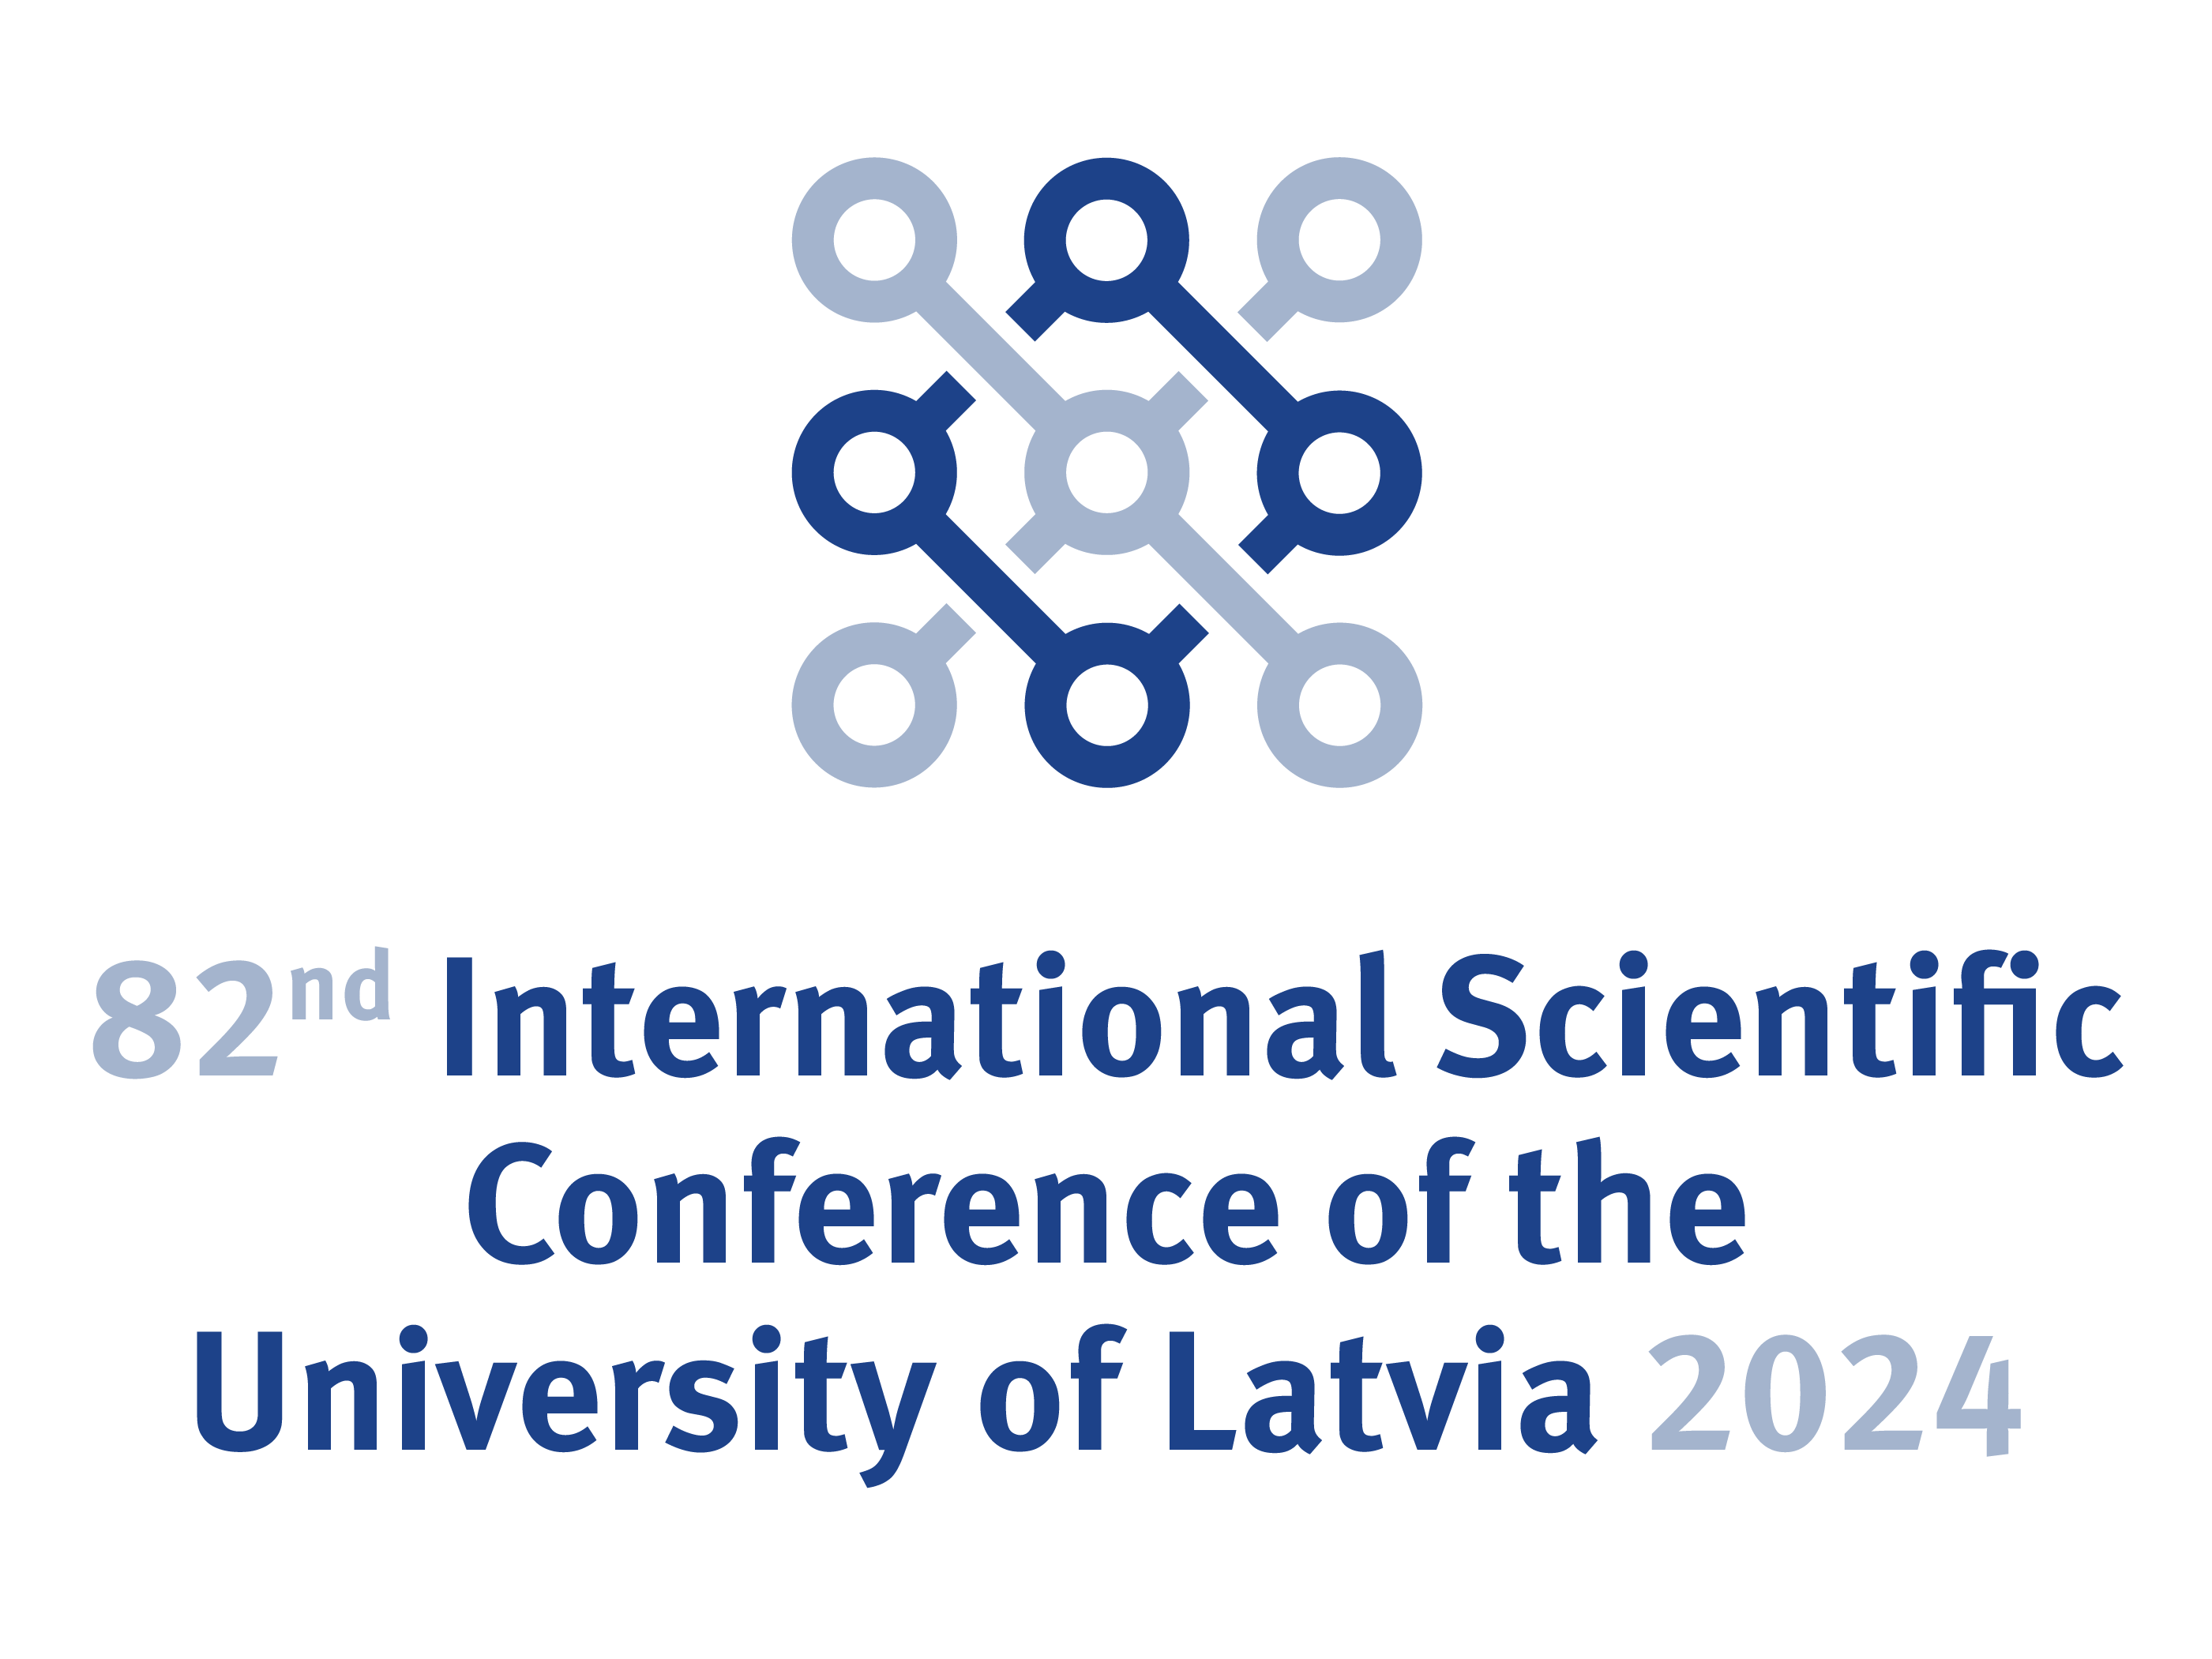 82nd International Scientific
Conference of the
University of Latvia 2024